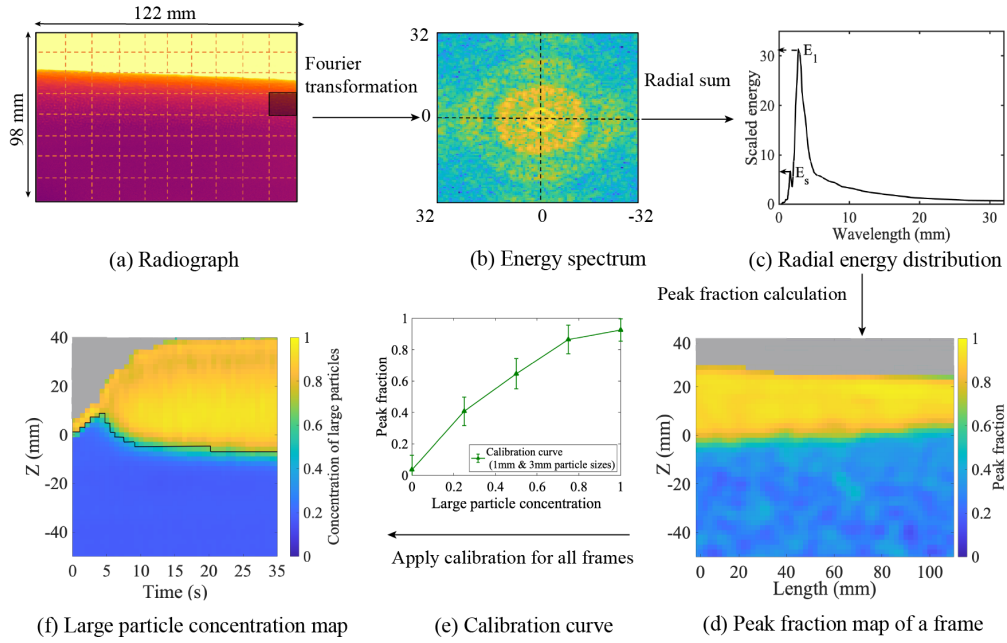 122 mm
98 mm
(a) Radiograph
Fourier
transformation
32
0
32
0
-32
(b) Energy spectrum
Radial sum
Scaled energy
30
20
10
0
E_l
E_s
0
10
20
30
Wavelength (mm)
(c) Radial energy distribution
Peak fraction calculation
Z (mm)
40
20
0
-20
-40
0
5
10
15
20
25
35
Time (s)
1
0.8
0.6
0.4
0.2
0
Concentration of large particles
(f) Large particle concentration map
Peak fraction
1
0.8
0.6
0.4
0.2
0
Calibration curve
(1mm & 3mm particle sizes)
0
0.2
0.4
0.6
0.8
1
Large particle concentration
Apply calibration for all frames
(e) Calibration curve
Z (mm)
40
20
0
-20
-40
0
20
40
60
80
100
Length (mm)
1
0.8
0.6
0.4
0.2
0
Peak fraction
(d) Peak fraction map of a frame